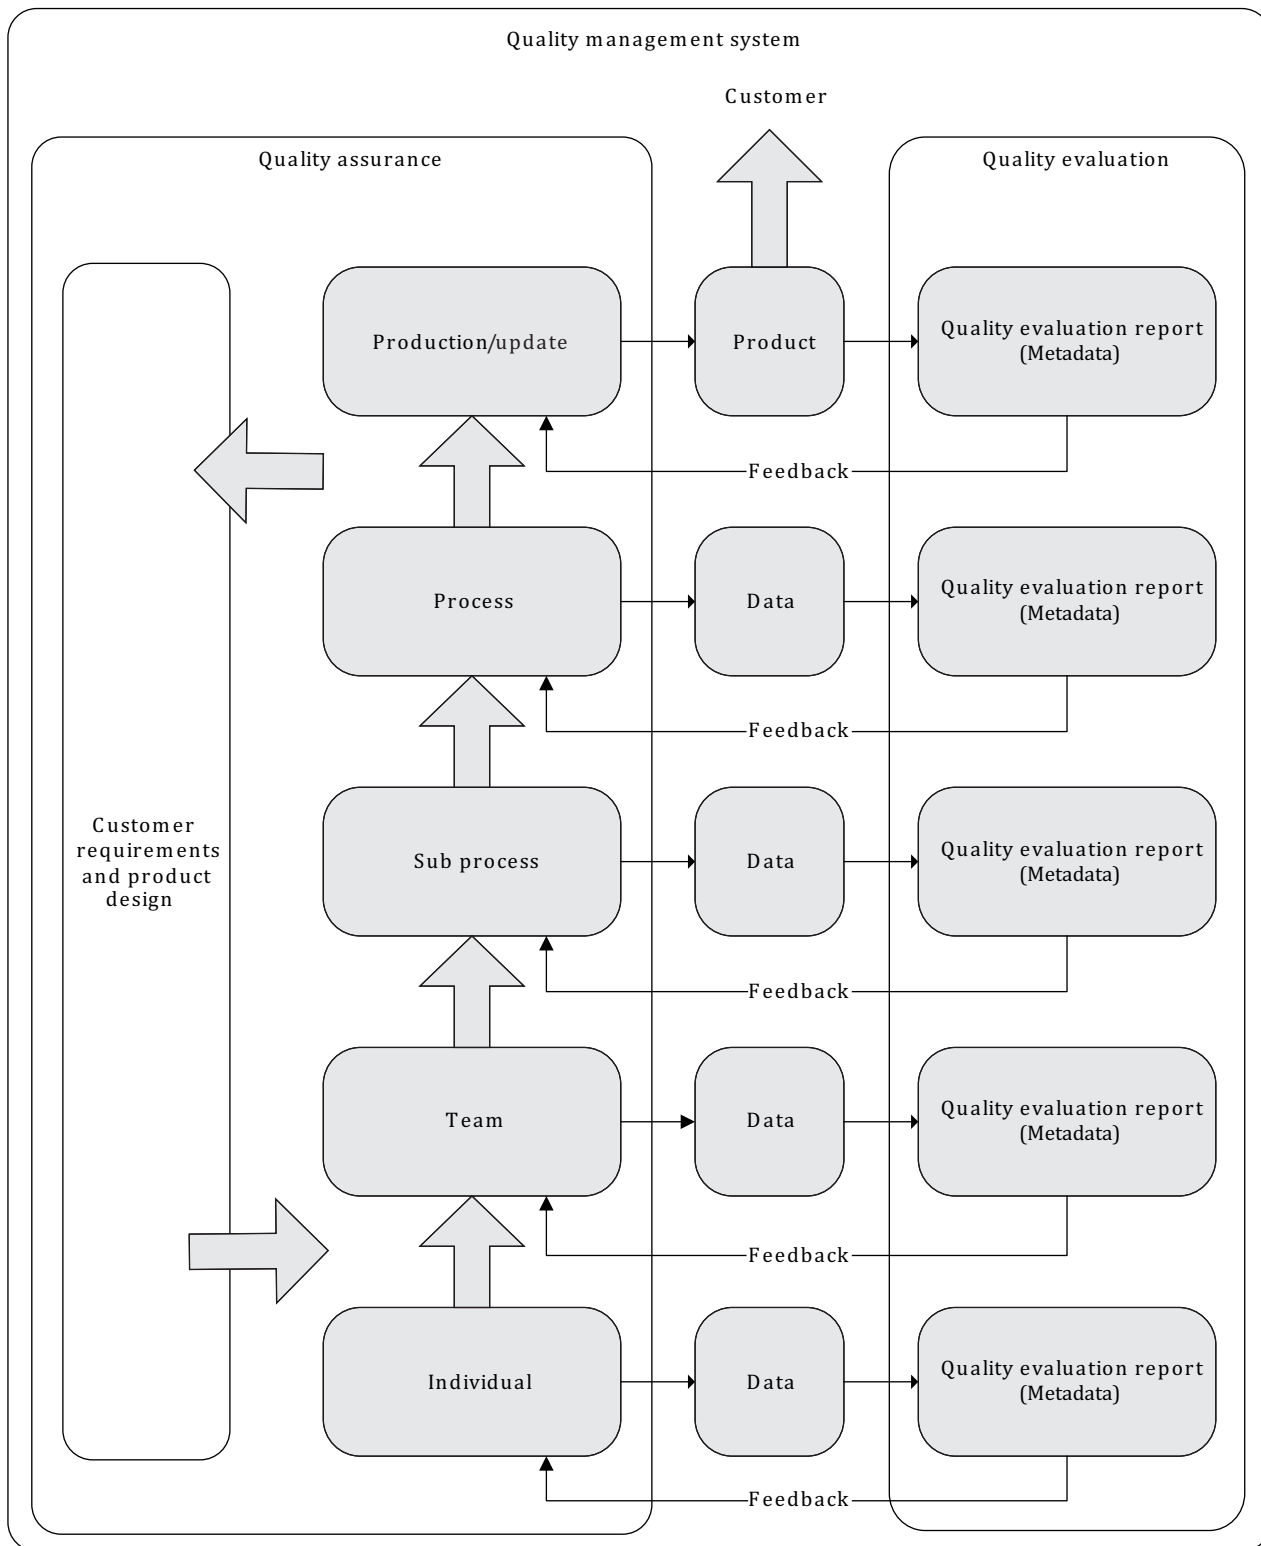 Quality management system
Customer
Quality assurance
Quality evaluation
Production/update
Product
Quality evaluation report
(Metadata)
Feedback
Process
Data
Quality evaluation report
(Metadata)
Feedback
Customer
requirements
and product
design
Sub process
Data
Quality evaluation report
(Metadata)
Feedback
Team
Data
Quality evaluation report
(Metadata)
Feedback
Individual
Data
Quality evaluation report
(Metadata)
Feedback